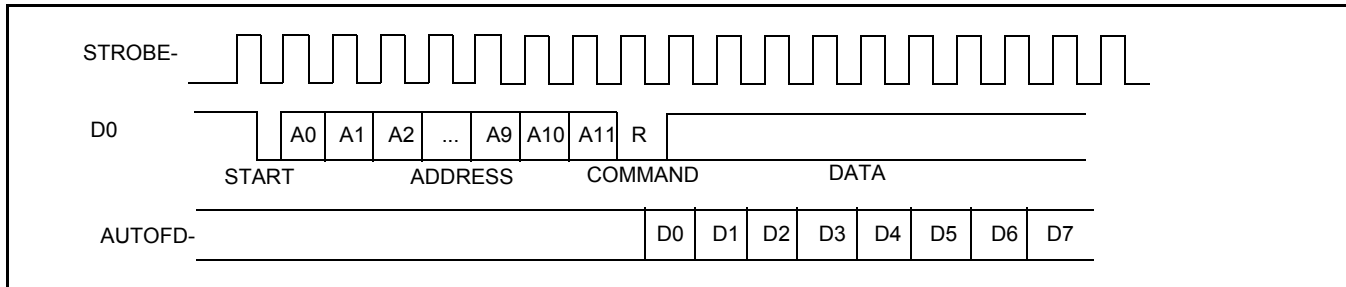 STROBE-
D0 A0 A1 A2 ... A9 A10 A11 R
START ADDRESS COMMAND DATA
AUTOFD- D0 D1 D2 D3 D4 D5 D6 D7